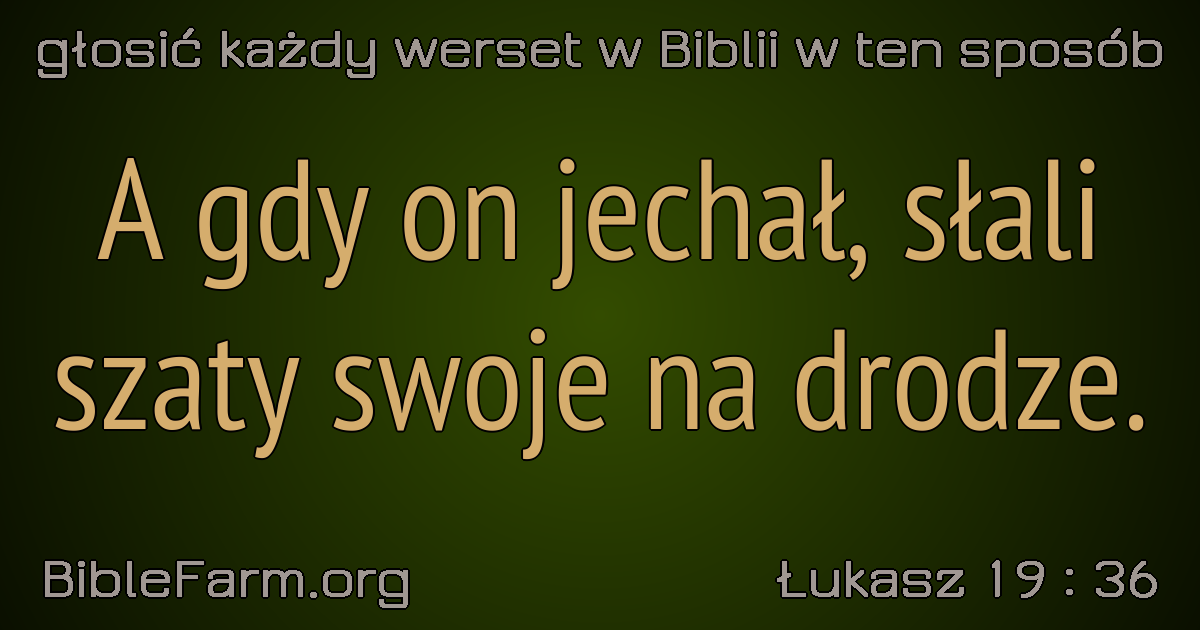 głosić każdy werset w Biblii w ten sposób
A gdy on jechał, słali
szaty swoje na drodze.
BibleFarm.org
Łukasz 19 : 36